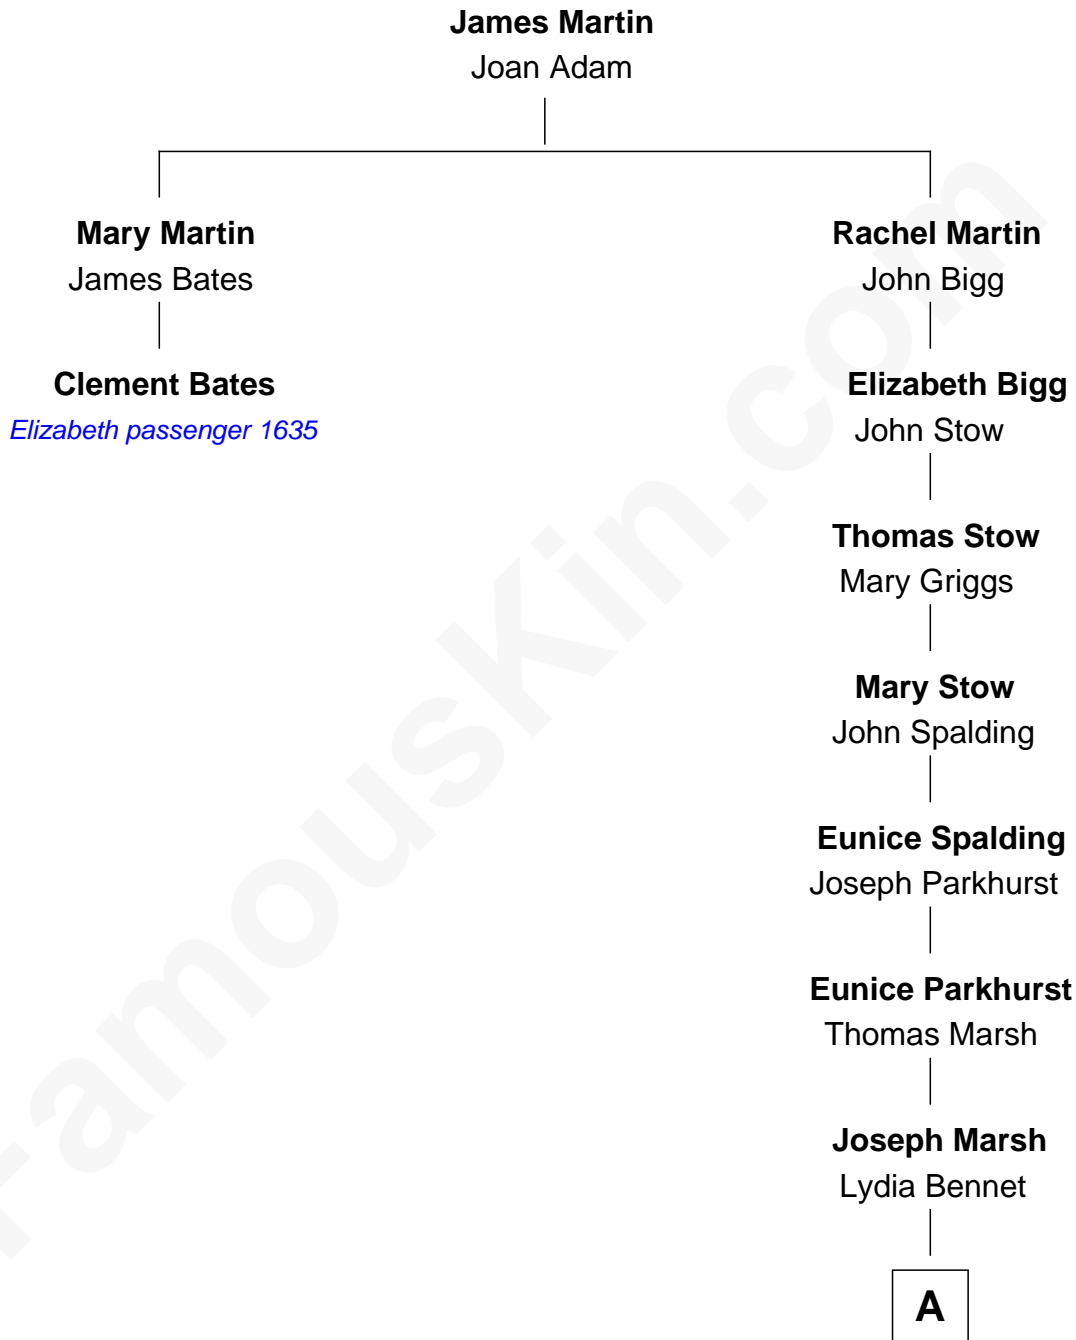 James Martin
Joan Adam
Mary Martin
James Bates
Rachel Martin
John Bigg
Clement Bates
Elizabeth passenger 1635
Elizabeth Bigg
John Stow
Thomas Stow
Mary Griggs
Mary Stow
John Spalding
Eunice Spalding
Joseph Parkhurst
Eunice Parkhurst
Thomas Marsh
Joseph Marsh
Lydia Bennet
A
FamousKin.com